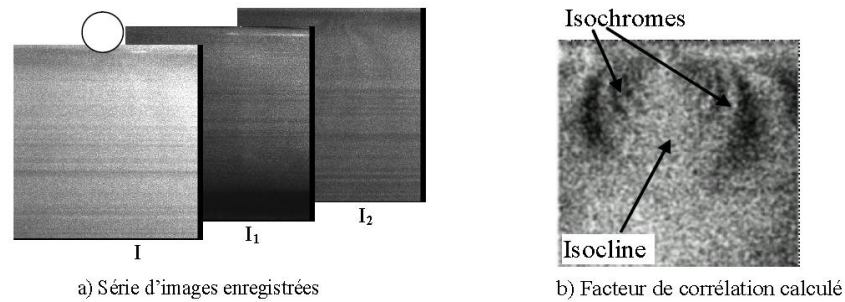 Isochromes
Isocline
I
I₁
I₂
a) Série d'images enregistrées
b) Facteur de corrélation calculé